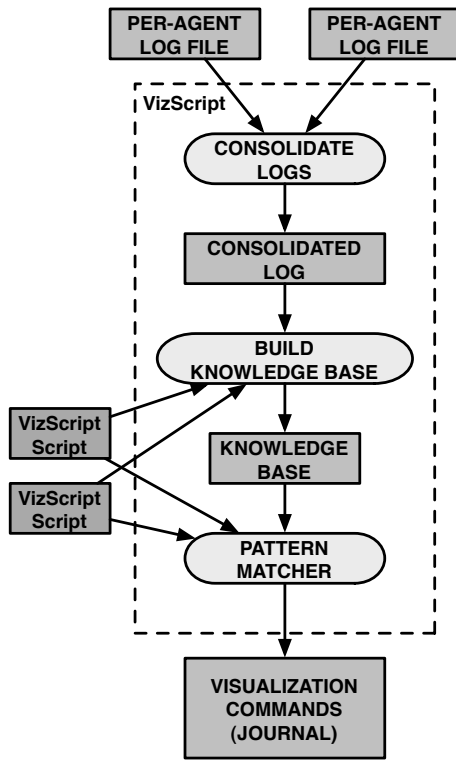 PER-AGENT
LOG FILE
PER-AGENT
LOG FILE
VizScript
CONSOLIDATE
LOGS
CONSOLIDATED
LOG
BUILD
KNOWLEDGE BASE
VizScript
Script
KNOWLEDGE
BASE
VizScript
Script
PATTERN
MATCHER
VISUALIZATION
COMMANDS
(JOURNAL)